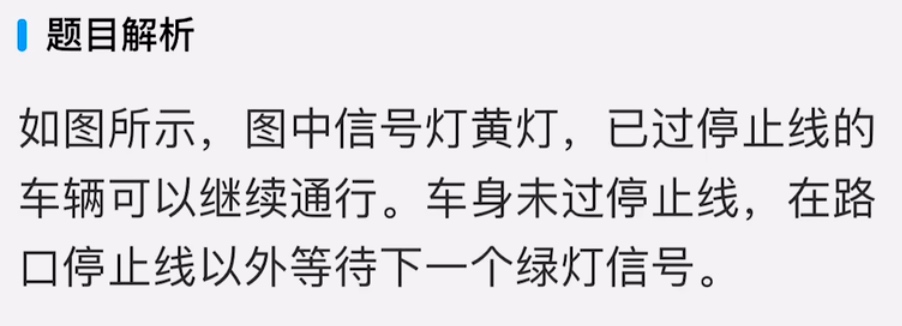 题目解析
如图所示，图中信号灯黄灯，已过停止线的
车辆可以继续通行。车身未过停止线，在路
口停止线以外等待下一个绿灯信号。